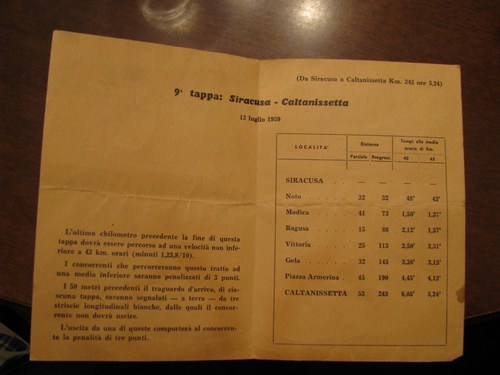 (Da Siracusa a Caltanissetta Km. 243 ore 5,24)
9ª tappa: Siracusa - Caltanissetta
12 luglio 1959
L'ultimo chilometro precedente la fine di questa
tappa dovrà essere percorso ad una velocità non infe-
riore a 43 km. orari (minuti 1,23,8/10).
I concorrenti che percorreranno questo tratto ad
una media inferiore saranno penalizzati di 3 punti.
I 50 metri precedenti il traguardo d'arrivo, di cia-
scuna tappa, saranno segnalati — a terra — da tre
striscie longitudinali bianche, dalle quali il concor-
rente non dovrà uscire.
L'uscita da una di queste comporterà al concorren-
te la penalità di tre punti.
LOCALITA' Distanze Tempi alla media oraria di Km.
Parziale Progress. 40 45
SIRACUSA . . . — — — —
Noto . . . 32 32 48' 42'
Modica . . . 41 73 1,50' 1,37'
Ragusa . . . 15 88 2,12' 1,57'
Vittoria . . . 25 113 2,50' 2,31'
Gela . . . 32 145 3,38' 3,13'
Piazza Armerina . 45 190 4,45' 4,13'
CALTANISSETTA . 53 243 6,05' 5,24'